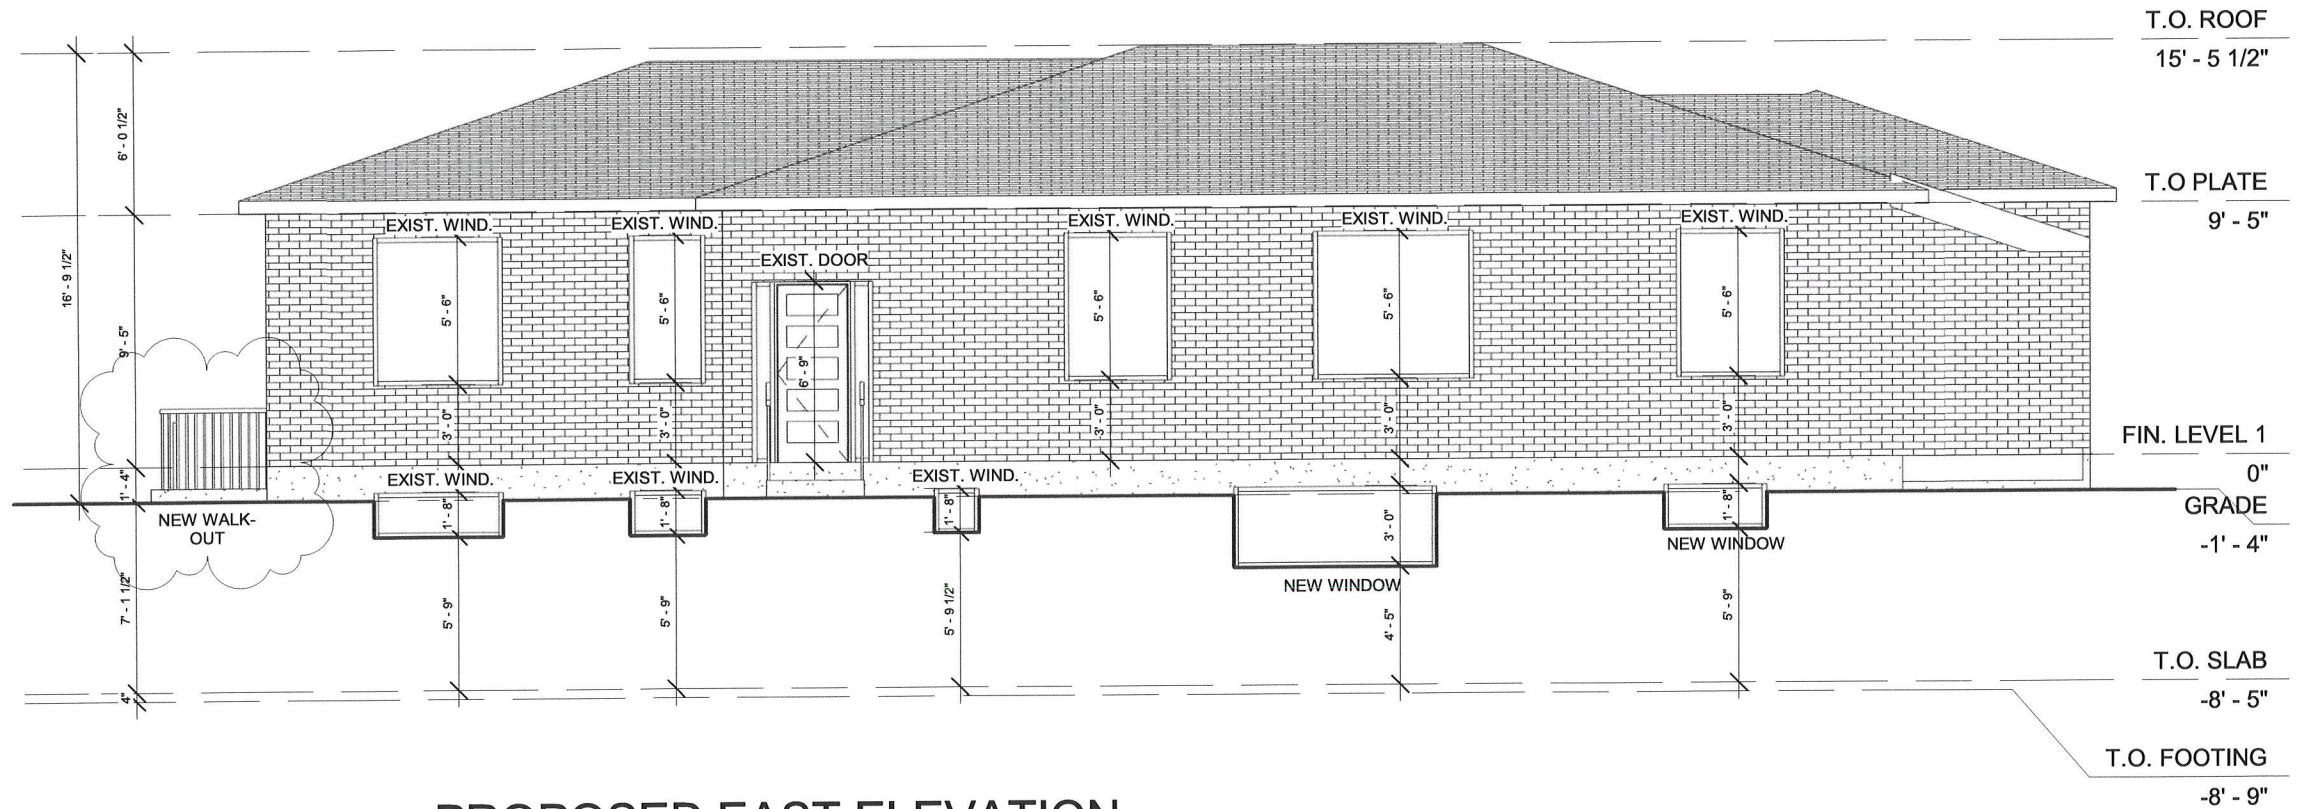 T.O. ROOF
15' - 5 1/2"
6' - 0 1/2"
T.O PLATE
9' - 5"
EXIST. WIND.
EXIST. WIND.
EXIST. WIND.
EXIST. WIND.
EXIST. WIND.
EXIST. DOOR
16' - 9 1/2"
9' - 5"
5' - 6"
5' - 6"
6' - 9"
5' - 6"
5' - 6"
5' - 6"
3' - 0"
3' - 0"
3' - 0"
3' - 0"
3' - 0"
FIN. LEVEL 1
0"
1' - 4"
EXIST. WIND.
EXIST. WIND.
EXIST. WIND.
1' - 8"
1' - 8"
1' - 8"
3' - 0"
1' - 8"
GRADE
-1' - 4"
NEW WALK-
OUT
NEW WINDOW
NEW WINDOW
7' - 1 1/2"
5' - 9"
5' - 9"
5' - 9 1/2"
4' - 5"
5' - 9"
T.O. SLAB
-8' - 5"
4"
T.O. FOOTING
-8' - 9"
PROPOSED EAST ELEVATION